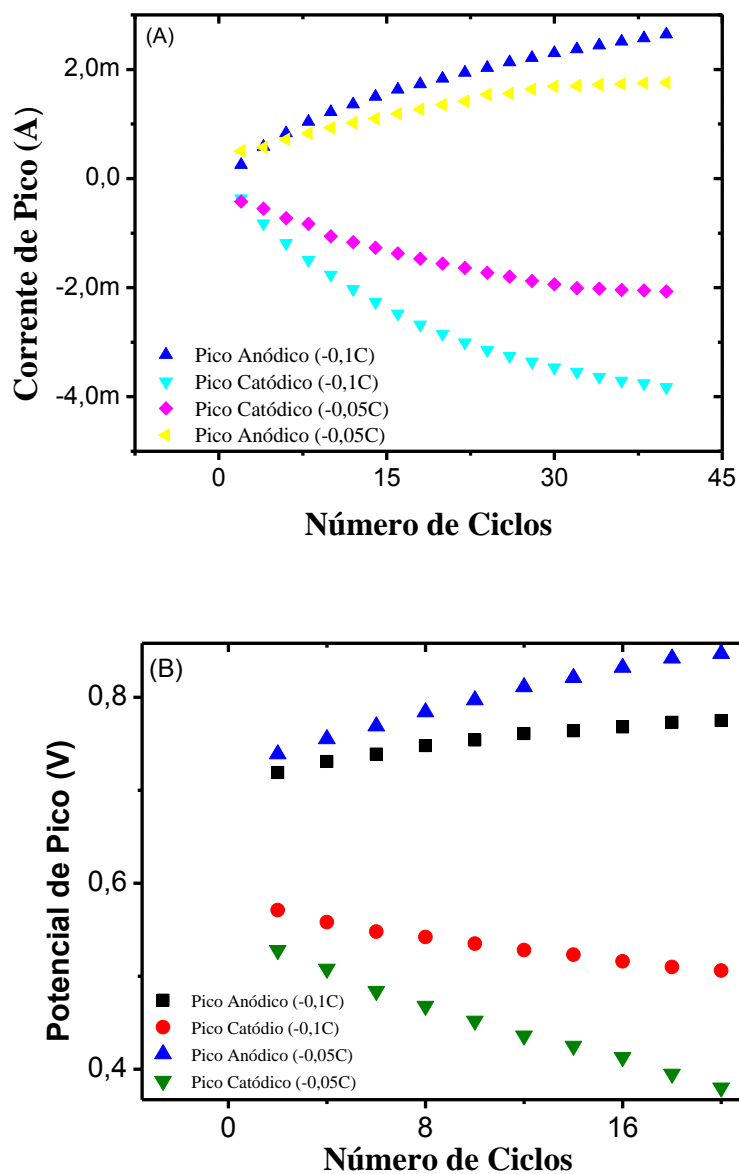 (A)
2,0m
0,0
-2,0m
-4,0m
Corrente de Pico (A)
Pico Anódico (-0,1C)
Pico Catódico (-0,1C)
Pico Catódico (-0,05C)
Pico Anódico (-0,05C)
0 15 30 45
Número de Ciclos
(B)
0,8
0,6
0,4
Potencial de Pico (V)
Pico Anódico (-0,1C)
Pico Catódio (-0,1C)
Pico Anódico (-0,05C)
Pico Catódico (-0,05C)
0 8 16
Número de Ciclos